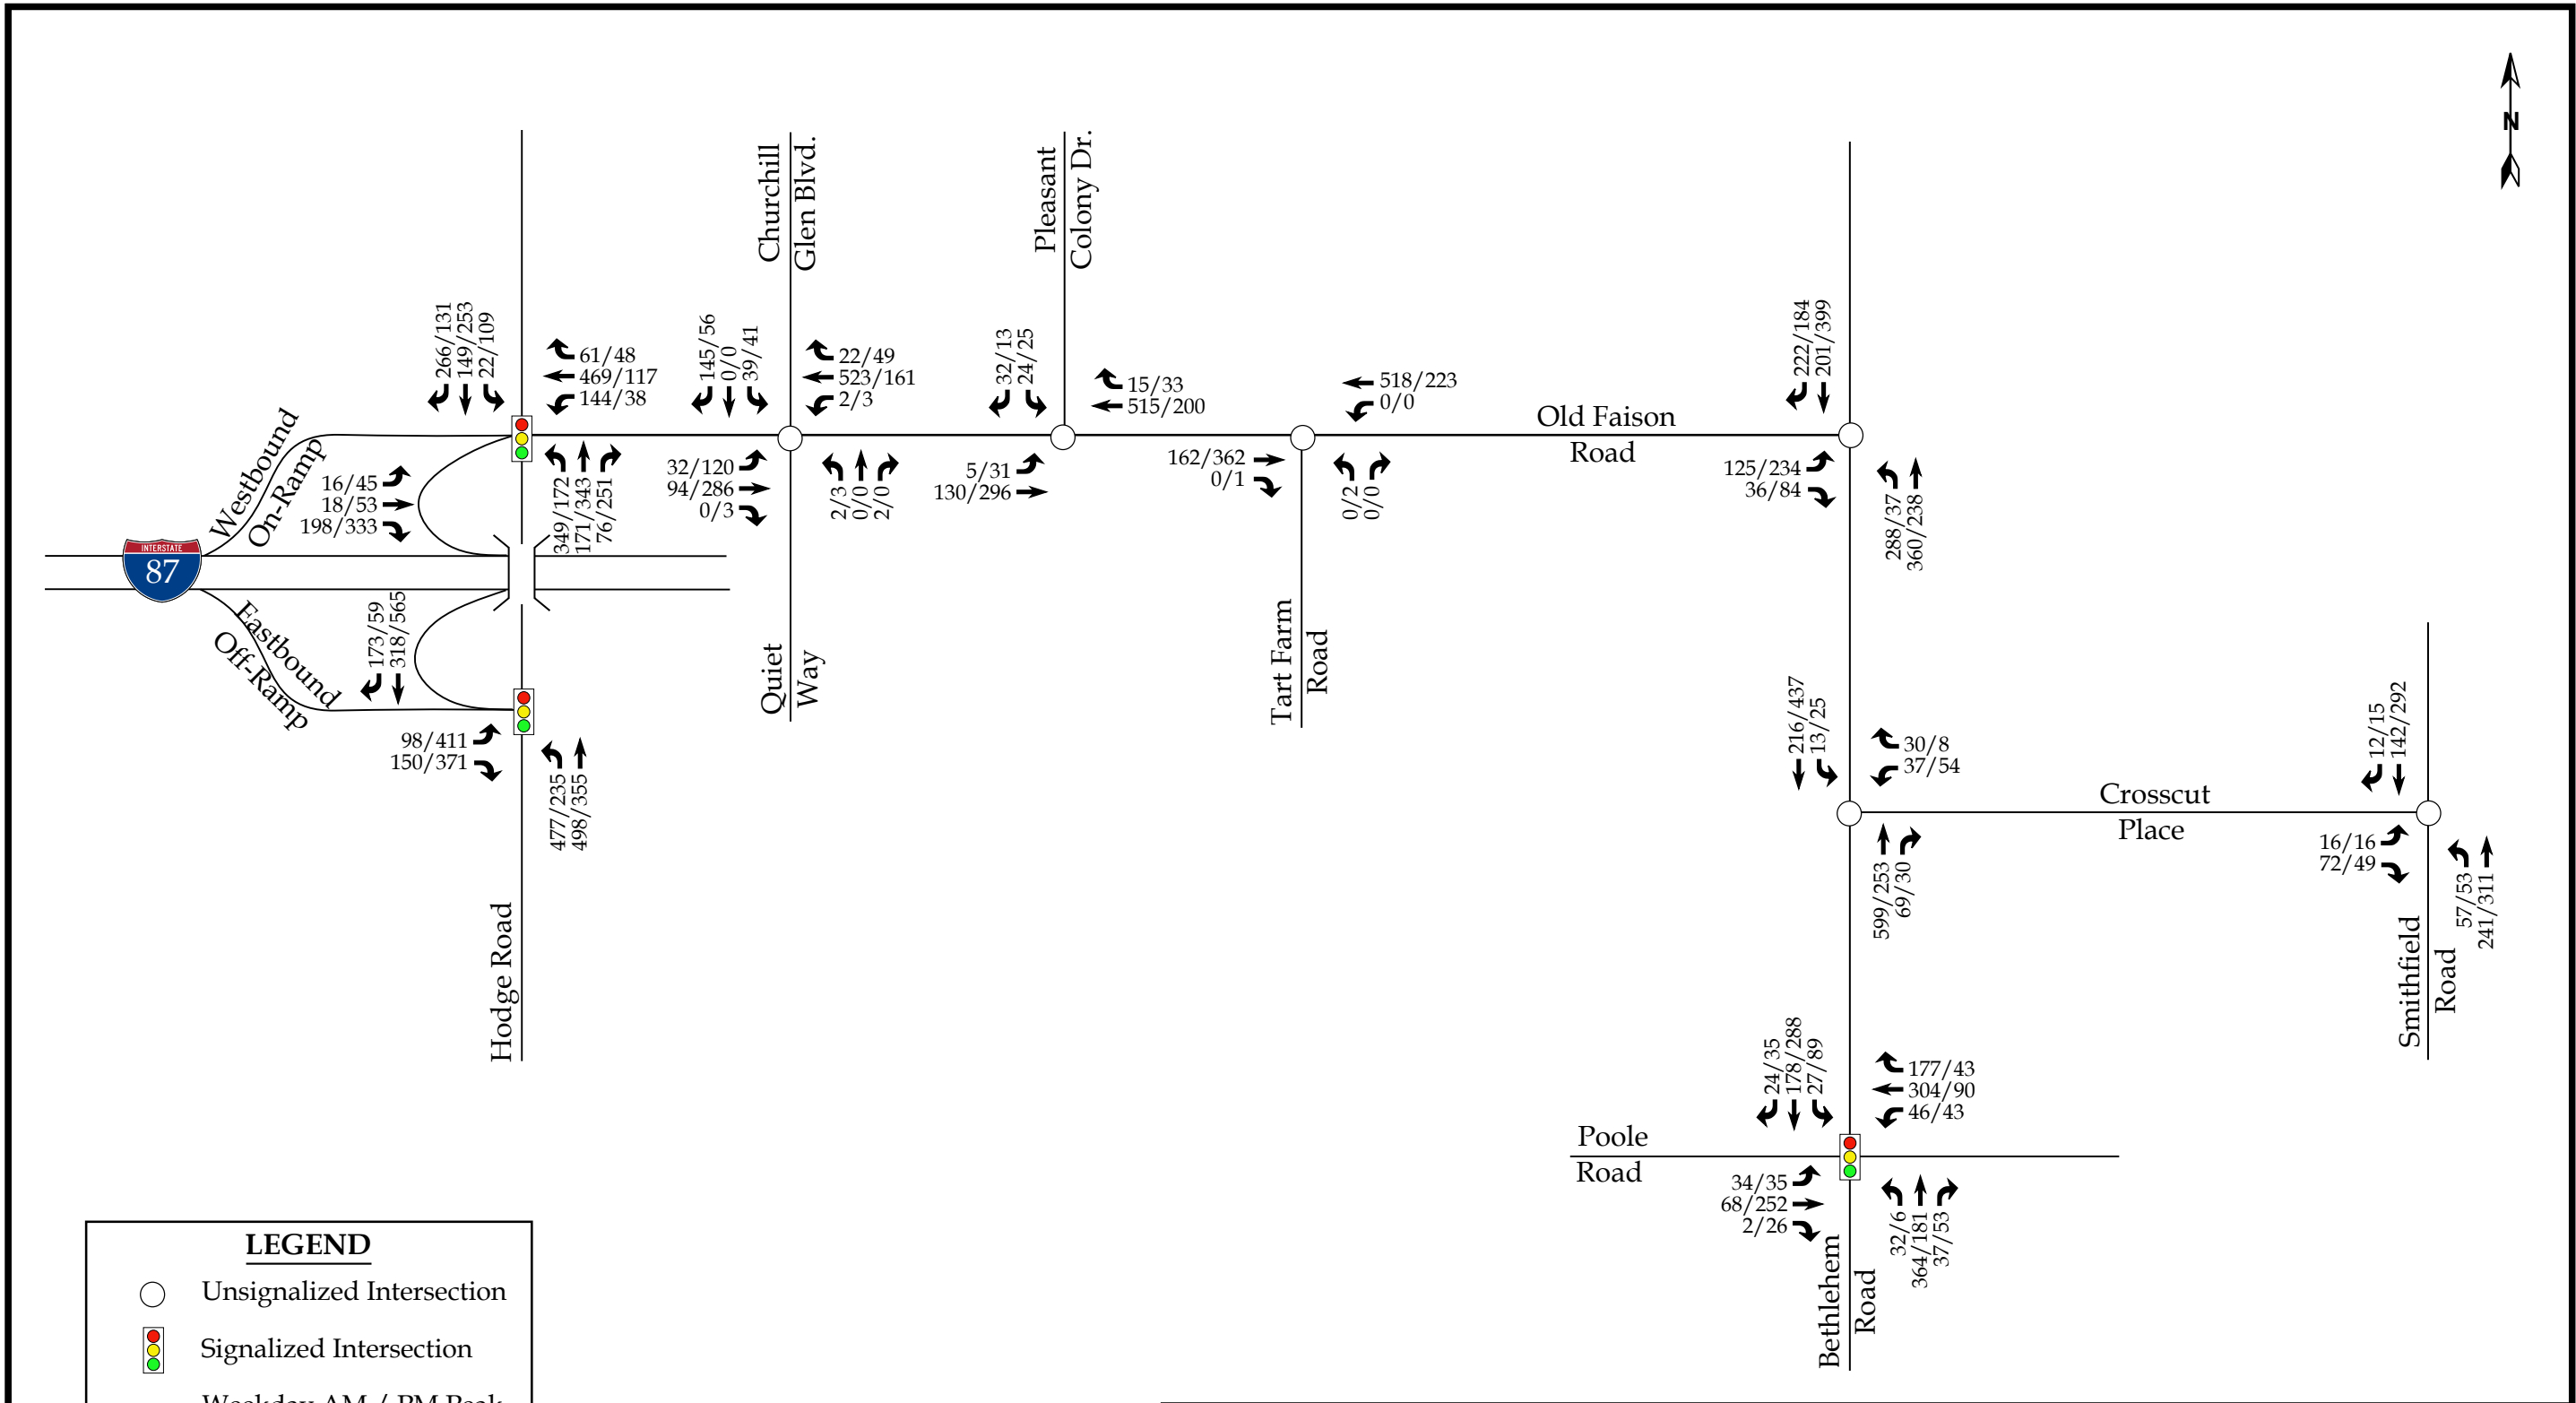 N
Churchill
Glen Blvd.
Pleasant
Colony Dr.
266/131
149/253
22/109
61/48
469/117
144/38
145/56
0/0
39/41
22/49
523/161
2/3
32/13
24/25
15/33
515/200
518/223
0/0
Old Faison
Road
222/184
201/399
Westbound
On-Ramp
16/45
18/53
198/333
349/172
171/343
76/251
32/120
94/286
0/3
2/3
0/0
2/0
5/31
130/296
162/362
0/1
0/2
0/0
125/234
36/84
288/37
360/238
INTERSTATE
87
Eastbound
Off-Ramp
173/59
318/565
98/411
150/371
477/235
498/355
Hodge Road
Quiet
Way
Tart Farm
Road
216/437
13/25
30/8
37/54
599/253
69/30
Crosscut
Place
12/15
142/292
16/16
72/49
57/53
241/311
Smithfield
Road
24/35
178/288
27/89
177/43
304/90
46/43
Poole
Road
34/35
68/252
2/26
32/6
364/181
37/53
Bethlehem
Road
LEGEND
Unsignalized Intersection
Signalized Intersection
Weekday AM / PM Peak